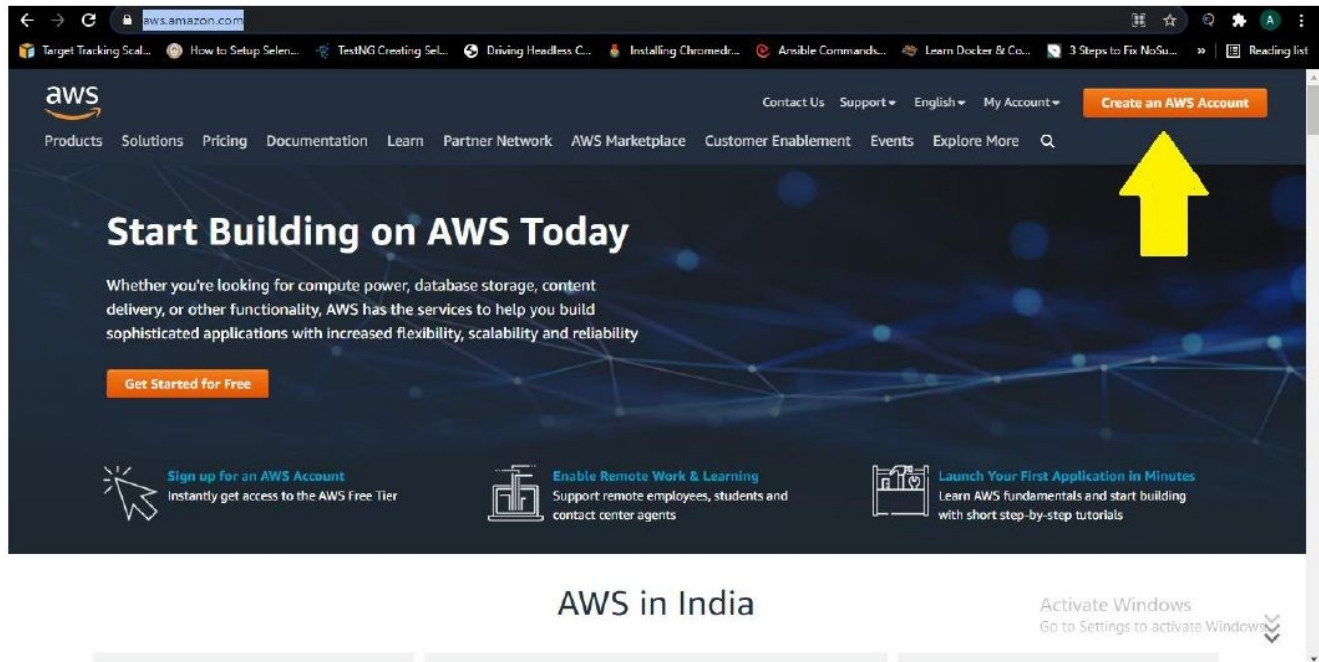 aws.amazon.com
Target Tracking Scal... How to Setup Selen... TestNG Creating Sel... Driving Headless C... Installing Chromedr... Ansible Commands... Learn Docker & Co... 3 Steps to Fix NoSu... » Reading list
aws
Contact Us Support English My Account Create an AWS Account
Products Solutions Pricing Documentation Learn Partner Network AWS Marketplace Customer Enablement Events Explore More
Start Building on AWS Today
Whether you're looking for compute power, database storage, content
delivery, or other functionality, AWS has the services to help you build
sophisticated applications with increased flexibility, scalability and reliability
Get Started for Free
Sign up for an AWS Account
Instantly get access to the AWS Free Tier
Enable Remote Work & Learning
Support remote employees, students and
contact center agents
Launch Your First Application in Minutes
Learn AWS fundamentals and start building
with short step-by-step tutorials
AWS in India
Activate Windows
Go to Settings to activate Windows.